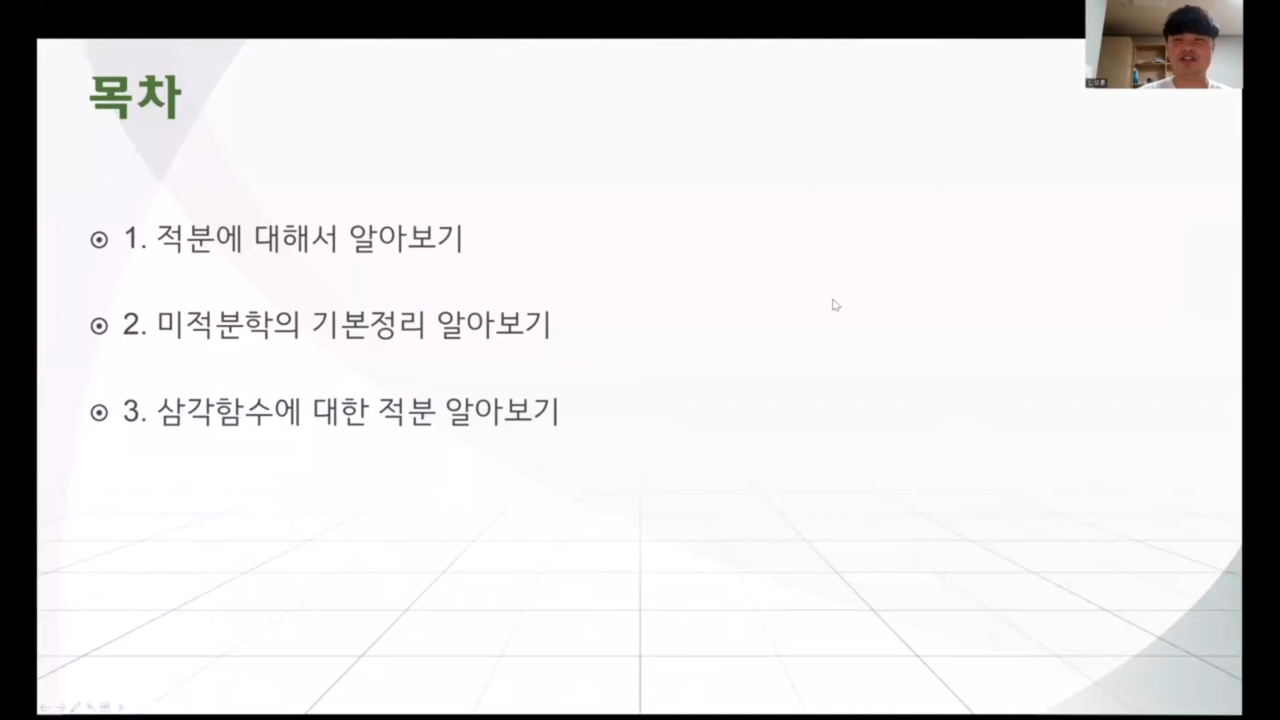 목차
1. 적분에 대해서 알아보기
2. 미적분학의 기본정리 알아보기
3. 삼각함수에 대한 적분 알아보기